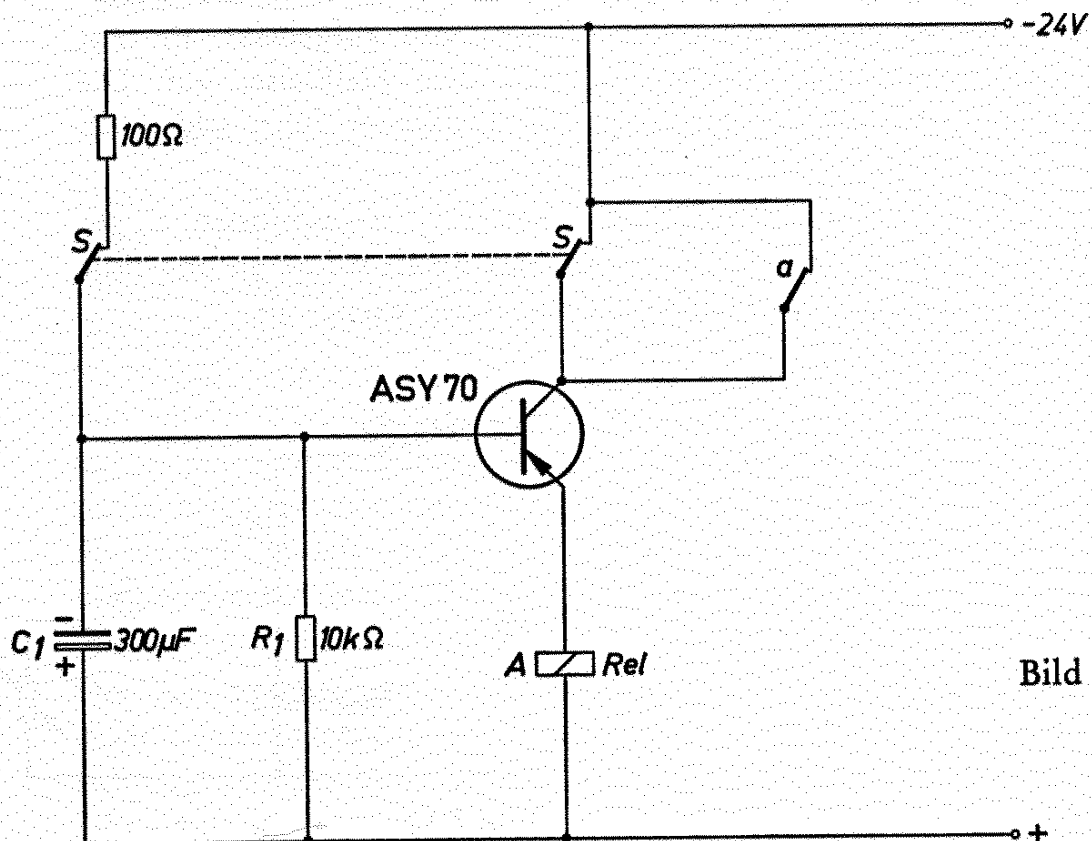 -24V
100Ω
S
S
a
ASY 70
-
C1
300µF
+
R1
10kΩ
A
Rel
Bild
+